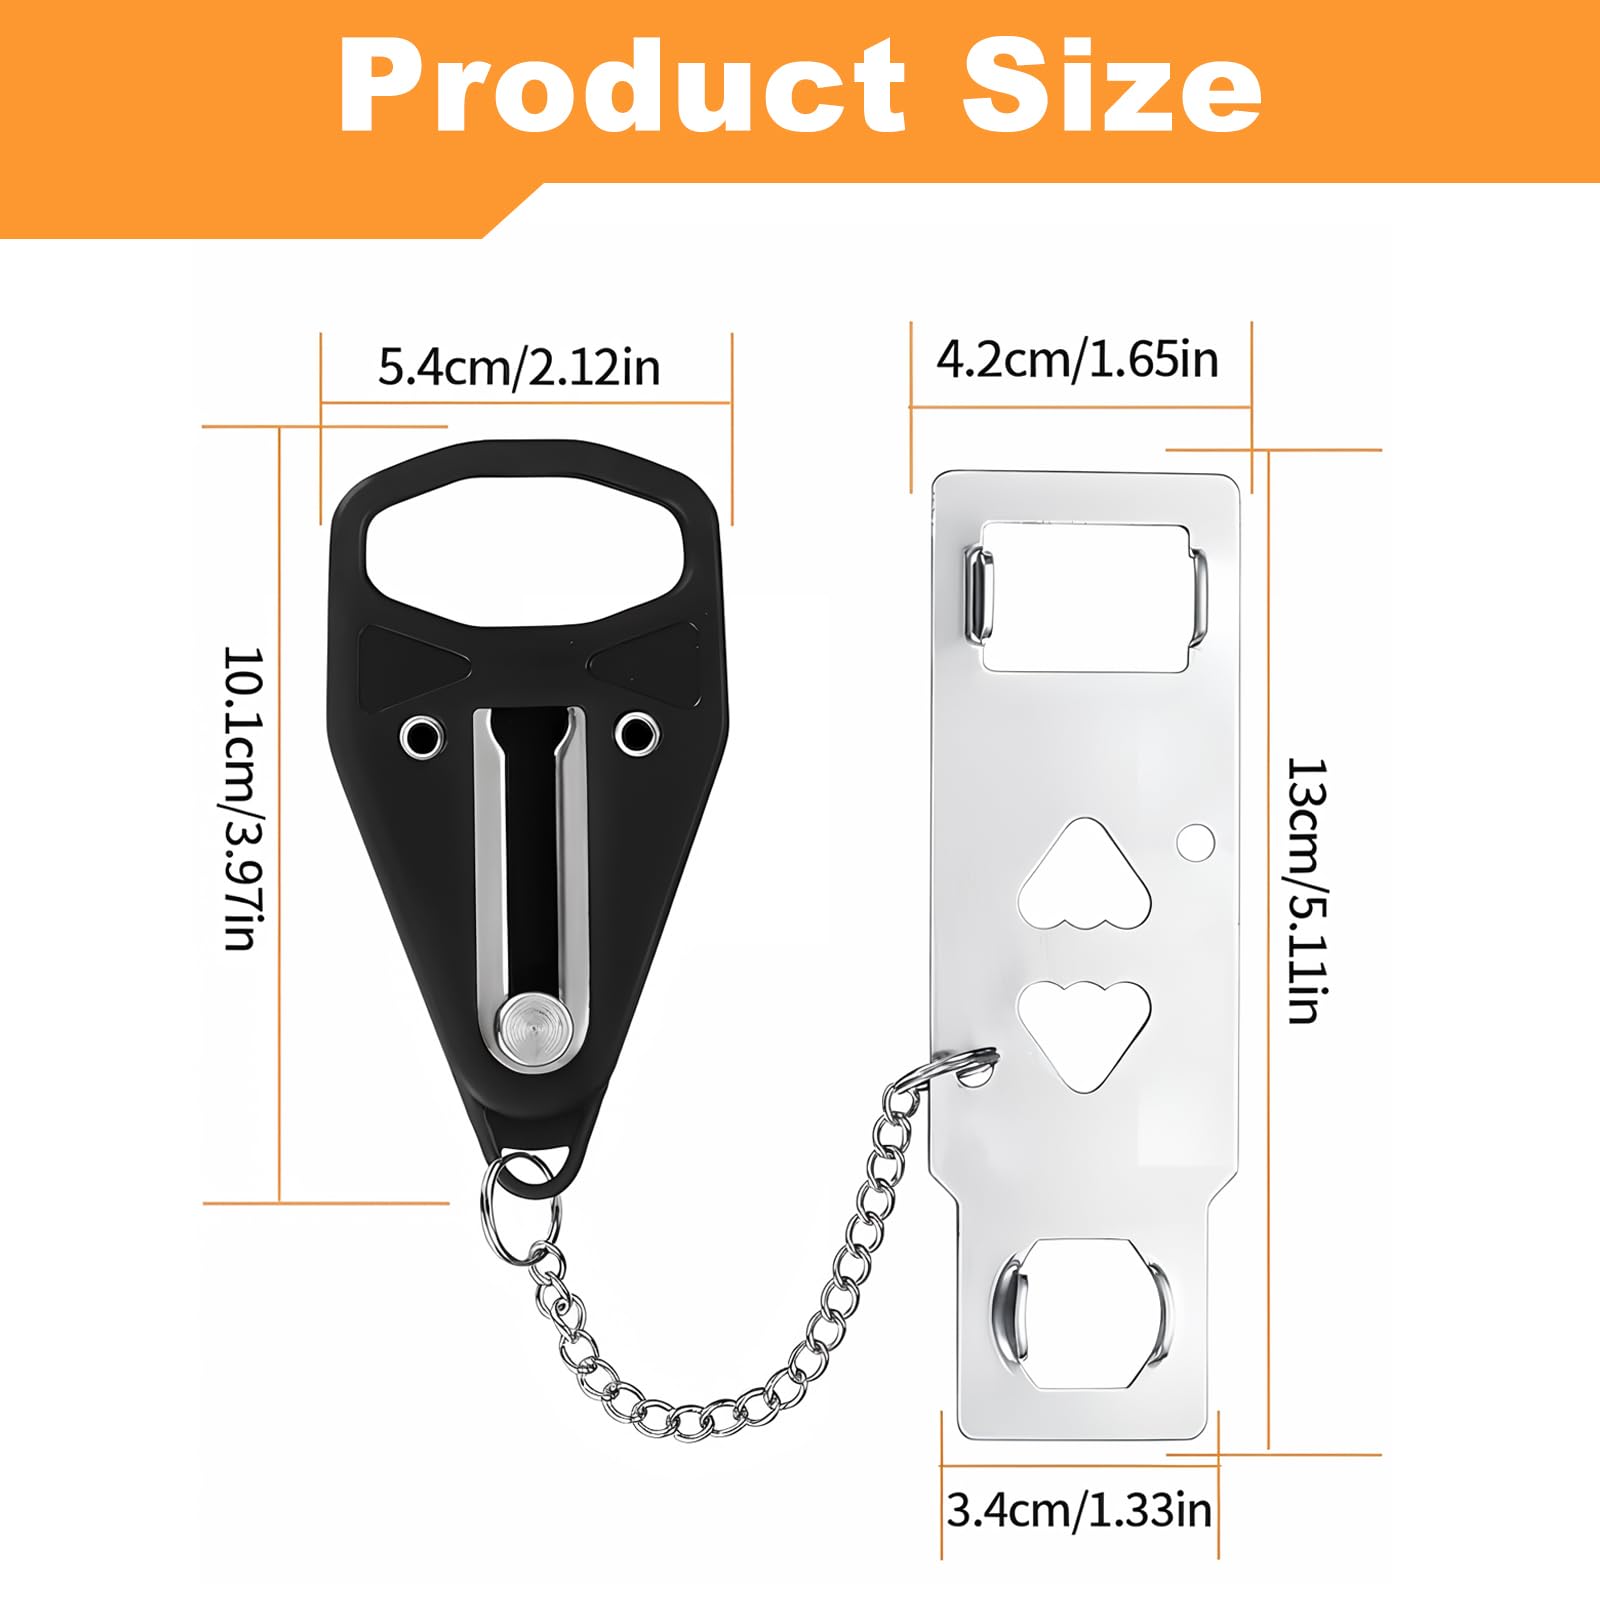 Product Size
5.4cm/2.12in
4.2cm/1.65in
10.1cm/3.97in
13cm/5.11in
3.4cm/1.33in